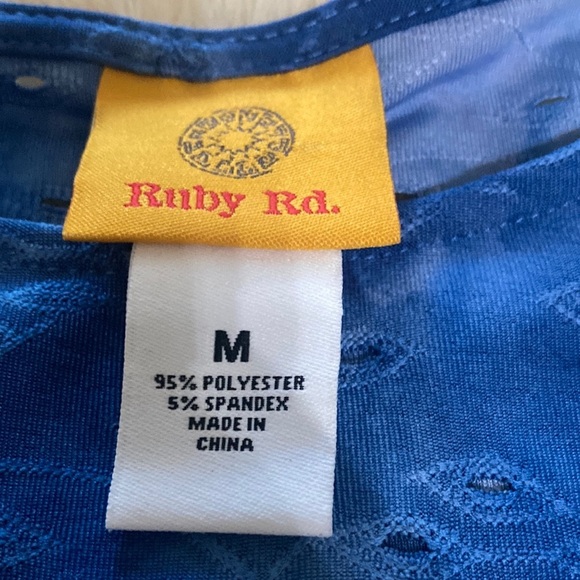 Ruby Rd.
M
95% POLYESTER
5% SPANDEX
MADE IN
CHINA